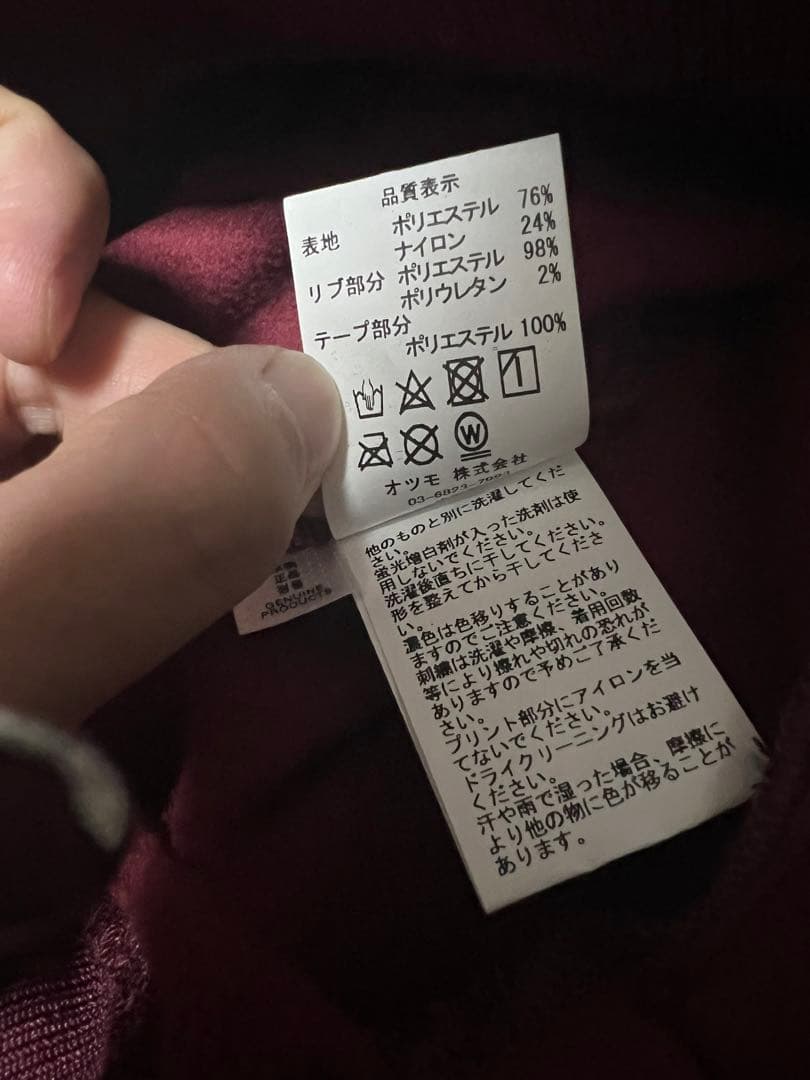 品質表示
表地 ポリエステル 76%
ナイロン 24%
リブ部分 ポリエステル 98%
ポリウレタン 2%
テープ部分
ポリエステル 100%
W
オツモ 株式会社
他のものと別に洗濯してくだ
さい。
蛍光増白剤が入った洗剤は使
用しないでください。
洗濯後直ちに干してください。
形を整えてから干してくださ
い。
濃色は色移りすることがあり
ますのでご注意ください。
刺繍は洗濯や摩擦、着用回数
等により擦れや切れの恐れが
ありますので予めご了承くだ
さい。
プリント部分にアイロンを当
てないでください。
ドライクリーニングはお避け
ください。
汗や雨で湿った場合、摩擦に
より他の物に色が移ることが
あります。
GENUINE
PRODUCTS